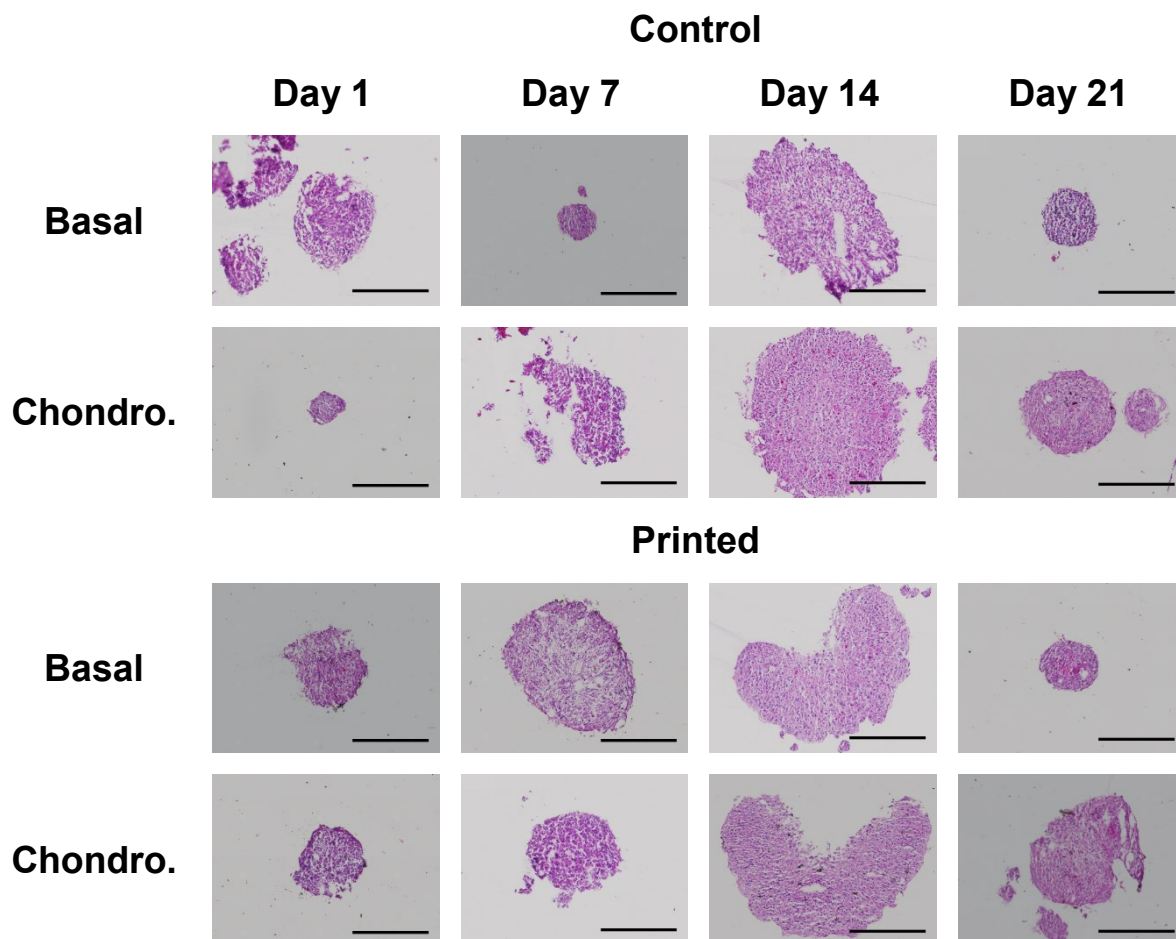 Control
Day 1 Day 7 Day 14 Day 21
Basal
Chondro.
Printed
Basal
Chondro.